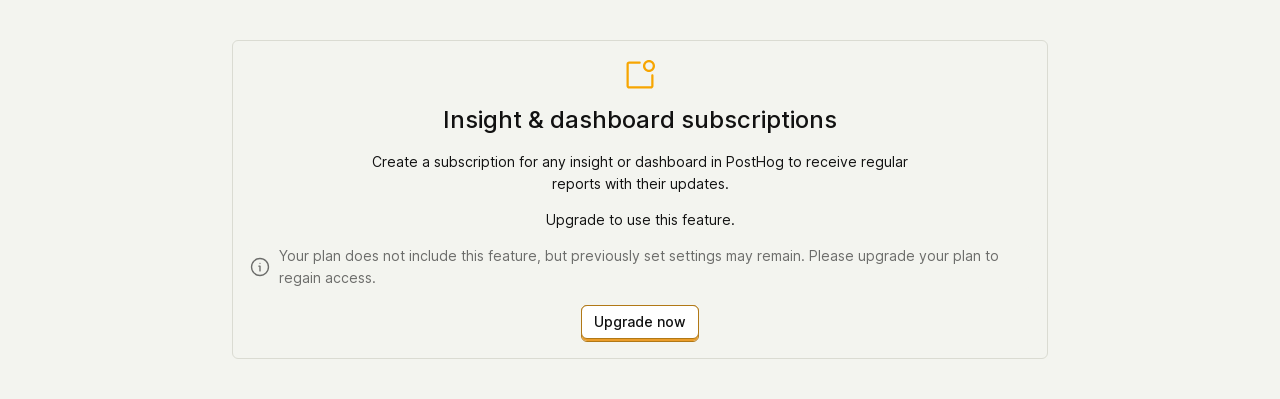 Insight & dashboard subscriptions
Create a subscription for any insight or dashboard in PostHog to receive regular
reports with their updates.
Upgrade to use this feature.
Your plan does not include this feature, but previously set settings may remain. Please upgrade your plan to
regain access.
Upgrade now